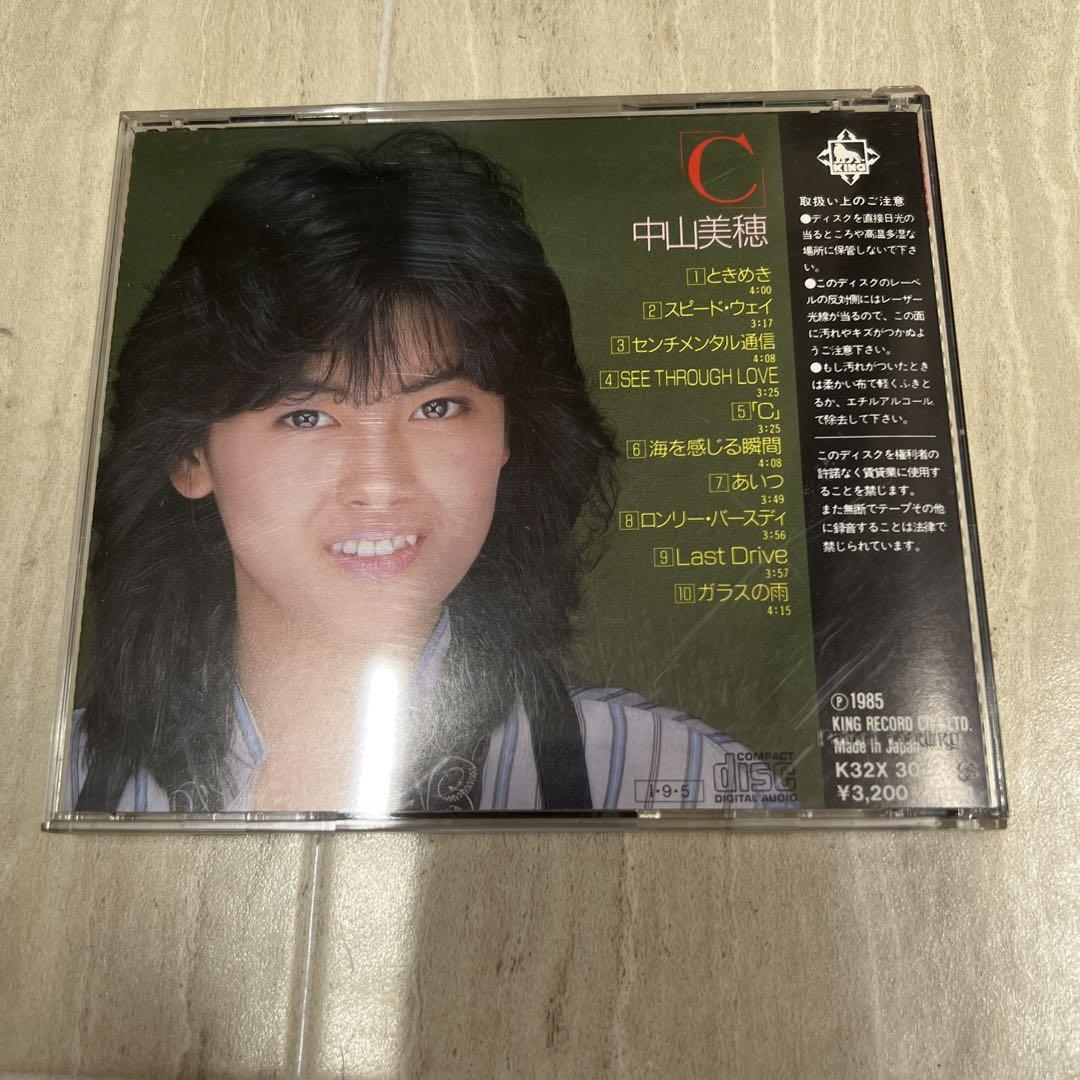 「C」
中山美穂
1 ときめき
4:00
2 スピード・ウェイ
3:17
3 センチメンタル通信
4:08
4 SEE THROUGH LOVE
3:25
5 「C」
3:25
6 海を感じる瞬間
4:08
7 あいつ
3:49
8 ロンリー・バースディ
3:56
9 Last Drive
3:57
10 ガラスの雨
4:15
1・9・5
COMPACT
disc
DIGITAL AUDIO
KING
取扱い上のご注意
●ディスクを直接日光の
当るところや高温多湿な
場所に保管しないで下さ
い。
●このディスクのレーベ
ルの反対側にはレーザー
光線が当るので、この面
に汚れやキズがつかぬよ
うご注意下さい。
●もし汚れがついたとき
は柔かい布で軽くふきと
るか、エチルアルコール
で除去して下さい。
このディスクを権利者の
許諾なく賃貸業に使用す
ることを禁じます。
また無断でテープその他
に録音することは法律で
禁じられています。
Ⓟ1985
KING RECORD CO., LTD.
Made in Japan
K32X
¥3,200